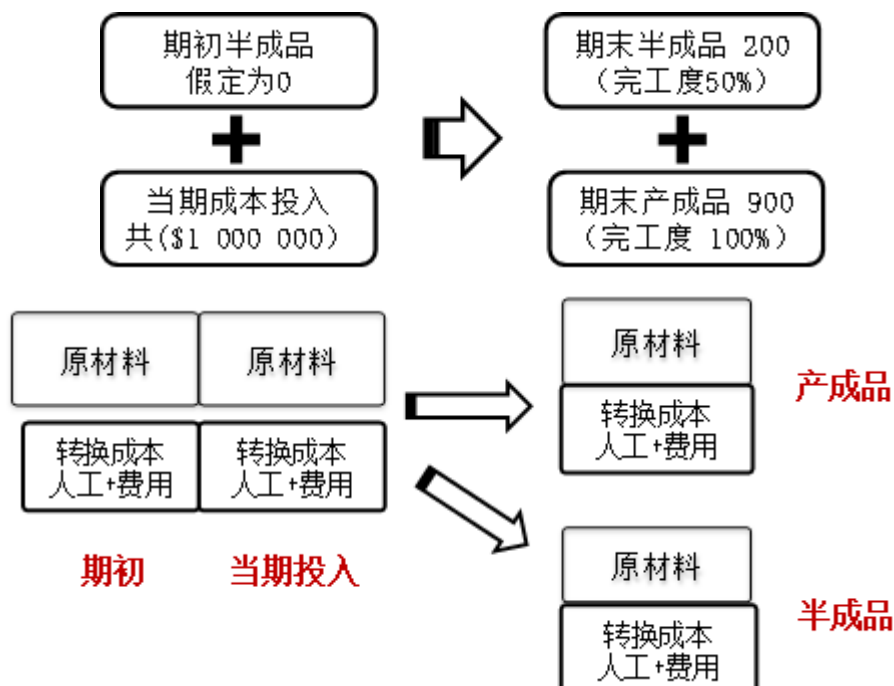 期初半成品
假定为0
期末半成品 200
（完工度50%）
当期成本投入
共($1 000 000）
期末产成品 900
(完工度 100%）
原材料
原材料
转换成本
人工+费用
转换成本
人工+费用
期初
当期投入
原材料
转换成本
人工+费用
产成品
原材料
转换成本
人工+费用
半成品